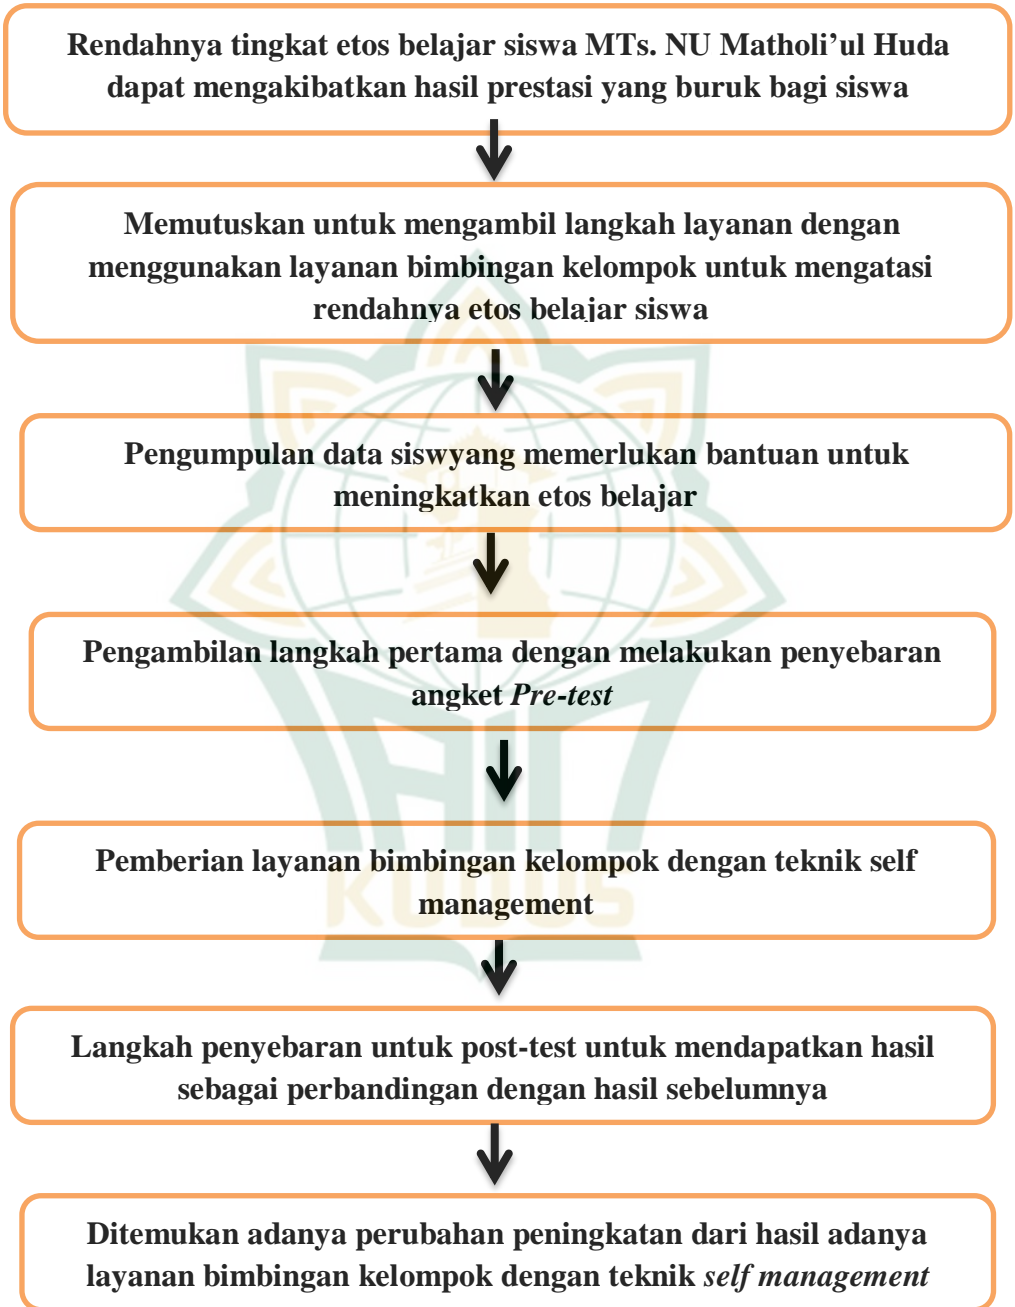 Rendahnya tingkat etos belajar siswa MTs. NU Matholi’ul Huda
dapat mengakibatkan hasil prestasi yang buruk bagi siswa
Memutuskan untuk mengambil langkah layanan dengan
menggunakan layanan bimbingan kelompok untuk mengatasi
rendahnya etos belajar siswa
Pengumpulan data siswyang memerlukan bantuan untuk
meningkatkan etos belajar
Pengambilan langkah pertama dengan melakukan penyebaran
angket Pre-test
Pemberian layanan bimbingan kelompok dengan teknik self
management
KUDUS
Langkah penyebaran untuk post-test untuk mendapatkan hasil
sebagai perbandingan dengan hasil sebelumnya
Ditemukan adanya perubahan peningkatan dari hasil adanya
layanan bimbingan kelompok dengan teknik self management